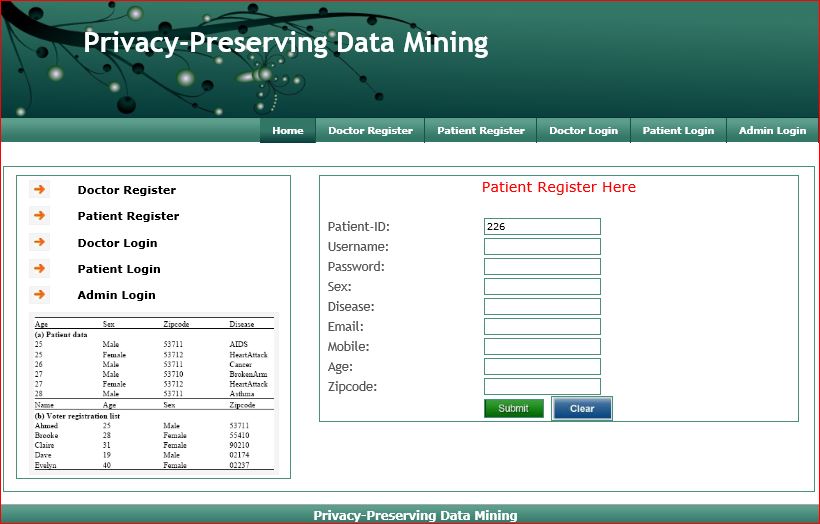 Privacy-Preserving Data Mining
Home Doctor Register Patient Register Doctor Login Patient Login Admin Login
Doctor Register
Patient Register
Doctor Login
Patient Login
Admin Login
Age Sex Zipcode Disease
(a) Patient data
25 Male 53711 AIDS
25 Female 53712 HeartAttack
26 Male 53711 Cancer
27 Male 53710 BrokenArm
27 Female 53712 HeartAttack
28 Male 53711 Asthma
Name Age Sex Zipcode
(b) Voter registration list
Ahmed 25 Male 53711
Brooke 28 Female 55410
Claire 31 Female 90210
Dave 19 Male 02174
Evelyn 40 Female 02237
Patient Register Here
Patient-ID: 226
Username:
Password:
Sex:
Disease:
Email:
Mobile:
Age:
Zipcode:
Submit Clear
Privacy-Preserving Data Mining